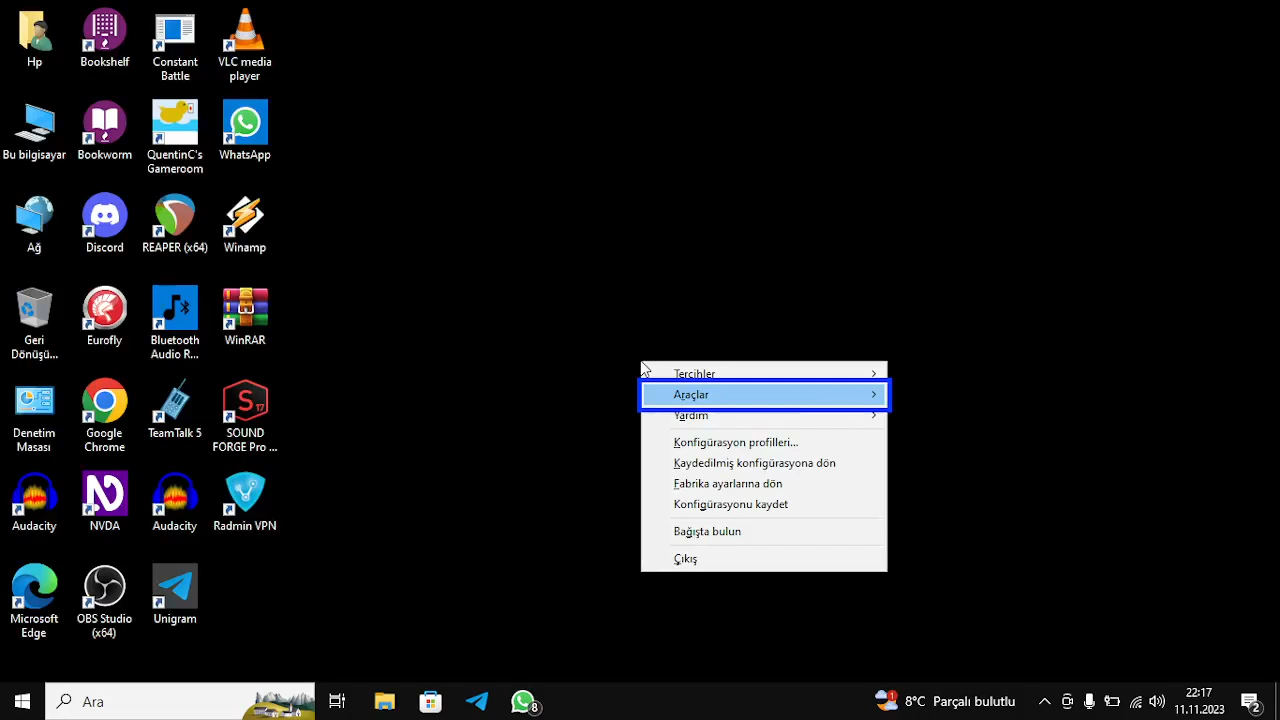 Hp
Bookshelf
Constant
Battle
VLC media
player
Bu bilgisayar
Bookworm
QuentinC's
Gameroom
WhatsApp
Ağ
Discord
REAPER (x64)
Winamp
Geri
Dönüşü...
Eurofly
Bluetooth
Audio R...
WinRAR
Denetim
Masası
Google
Chrome
TeamTalk 5
SOUND
FORGE Pro ...
Audacity
NVDA
Audacity
Radmin VPN
Microsoft
Edge
OBS Studio
(x64)
Unigram
Tercihler
Araçlar
Yardım
Konfigürasyon profilleri...
Kaydedilmiş konfigürasyona dön
Fabrika ayarlarına dön
Konfigürasyonu kaydet
Bağışta bulun
Çıkış
Ara
8
1
8°C Parçalı bulutlu
22:17
11.11.2023
2